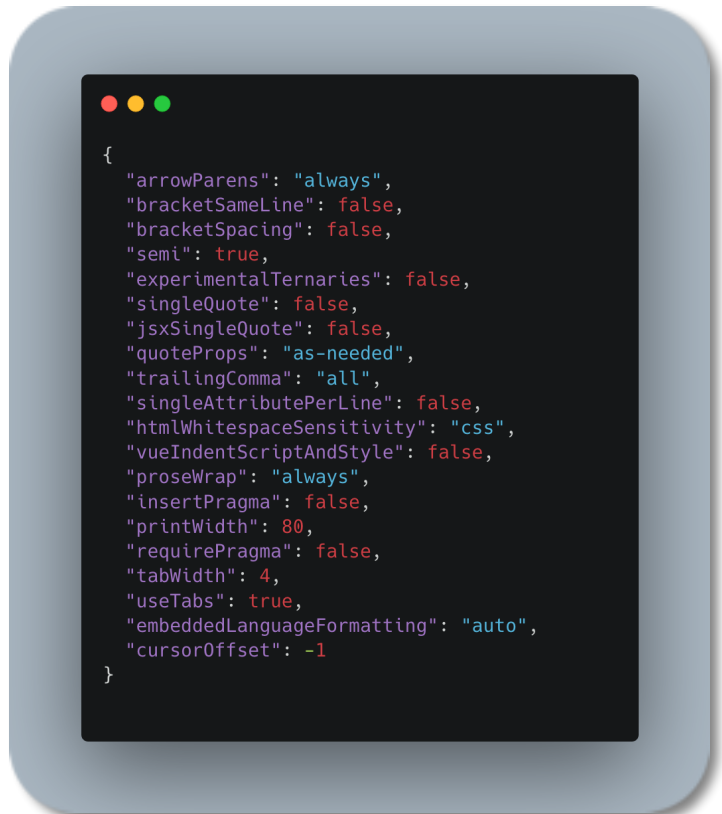 {
  "arrowParens": "always",
  "bracketSameLine": false,
  "bracketSpacing": false,
  "semi": true,
  "experimentalTernaries": false,
  "singleQuote": false,
  "jsxSingleQuote": false,
  "quoteProps": "as-needed",
  "trailingComma": "all",
  "singleAttributePerLine": false,
  "htmlWhitespaceSensitivity": "css",
  "vueIndentScriptAndStyle": false,
  "proseWrap": "always",
  "insertPragma": false,
  "printWidth": 80,
  "requirePragma": false,
  "tabWidth": 4,
  "useTabs": true,
  "embeddedLanguageFormatting": "auto",
  "cursorOffset": -1
}